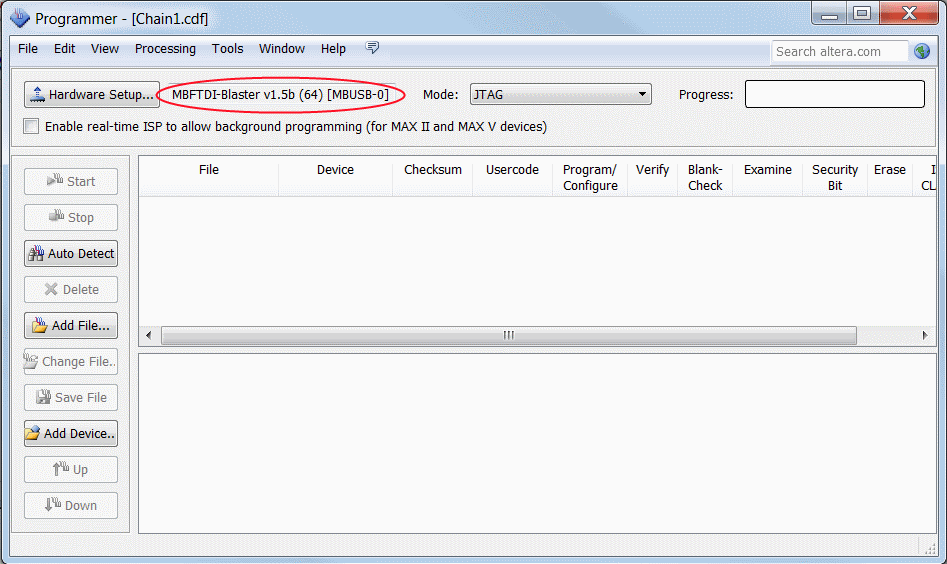 Programmer - [Chain1.cdf]
File Edit View Processing Tools Window Help
Search altera.com
Hardware Setup... MBFTDI-Blaster v1.5b (64) [MBUSB-0] Mode: JTAG Progress:
Enable real-time ISP to allow background programming (for MAX II and MAX V devices)
Start
Stop
Auto Detect
Delete
Add File...
Change File..
Save File
Add Device..
Up
Down
File Device Checksum Usercode Program/ Verify Blank- Examine Security Erase I
Configure Check Bit CL